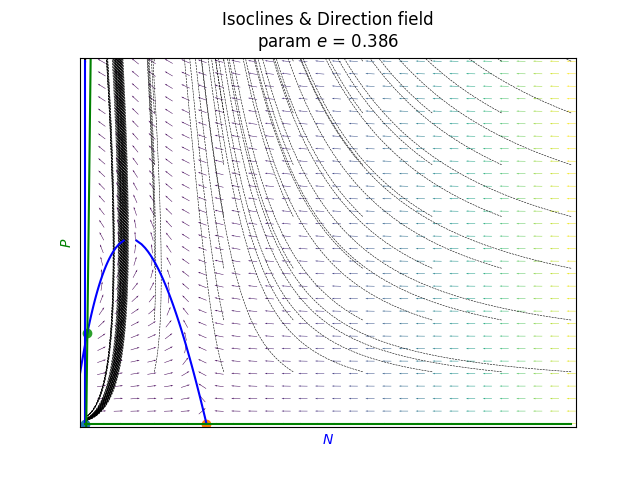 Isoclines & Direction field
param e = 0.386
P
N